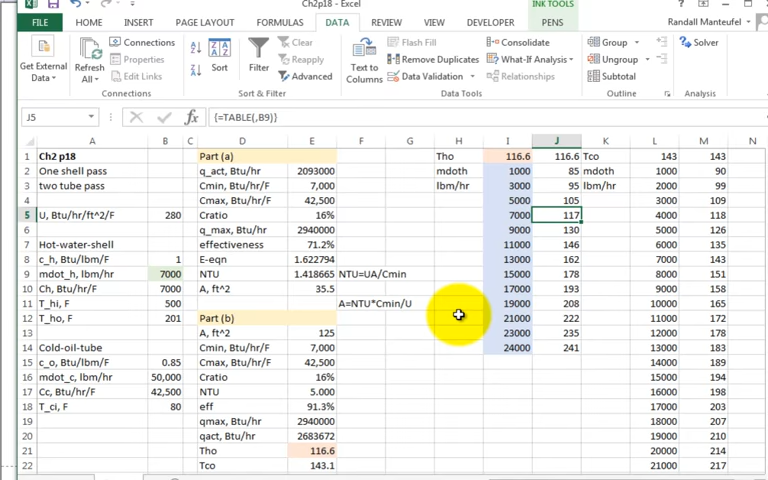 Ch2p18 - Excel
INK TOOLS
FILE HOME INSERT PAGE LAYOUT FORMULAS DATA REVIEW VIEW DEVELOPER PENS Randall Manteufel
Connections Clear Flash Fill Consolidate Group Solver
Get External Data Refresh All Properties Sort Filter Reapply Text to Columns Remove Duplicates What-If Analysis Ungroup
Edit Links Advanced Data Validation Relationships Subtotal
Connections Sort & Filter Data Tools Outline Analysis
J5 fx {=TABLE(,B9)}
A B C D E F G H I J K L M N
1 Ch2 p18 Part (a) Tho 116.6 116.6 Tco 143 143
2 One shell pass q_act, Btu/hr 2093000 mdoth 1000 85 mdoth 1000 90
3 two tube pass Cmin, Btu/hr/F 7,000 lbm/hr 3000 95 lbm/hr 2000 99
4 Cmax, Btu/hr/F 42,500 5000 105 3000 109
5 U, Btu/hr/ft^2/F 280 Cratio 16% 7000 117 4000 118
6 q_max, Btu/hr 2940000 9000 130 5000 126
7 Hot-water-shell effectiveness 71.2% 11000 146 6000 135
8 c_h, Btu/lbm/F 1 E-eqn 1.622794 13000 162 7000 143
9 mdot_h, lbm/hr 7000 NTU 1.418665 NTU=UA/Cmin 15000 178 8000 151
10 Ch, Btu/hr/F 7000 A, ft^2 35.5 17000 193 9000 158
11 T_hi, F 500 A=NTU*Cmin/U 19000 208 10000 165
12 T_ho, F 201 Part (b) 21000 222 11000 172
13 A, ft^2 125 23000 235 12000 178
14 Cold-oil-tube Cmin, Btu/hr/F 7,000 24000 241 13000 183
15 c_o, Btu/lbm/F 0.85 Cmax, Btu/hr/F 42,500 14000 189
16 mdot_c, lbm/hr 50,000 Cratio 16% 15000 194
17 Cc, Btu/hr/F 42,500 NTU 5.000 16000 198
18 T_ci, F 80 eff 91.3% 17000 203
19 qmax, Btu/hr 2940000 18000 207
20 qact, Btu/hr 2683672 19000 210
21 Tho 116.6 20000 214
22 Tco 143.1 21000 217